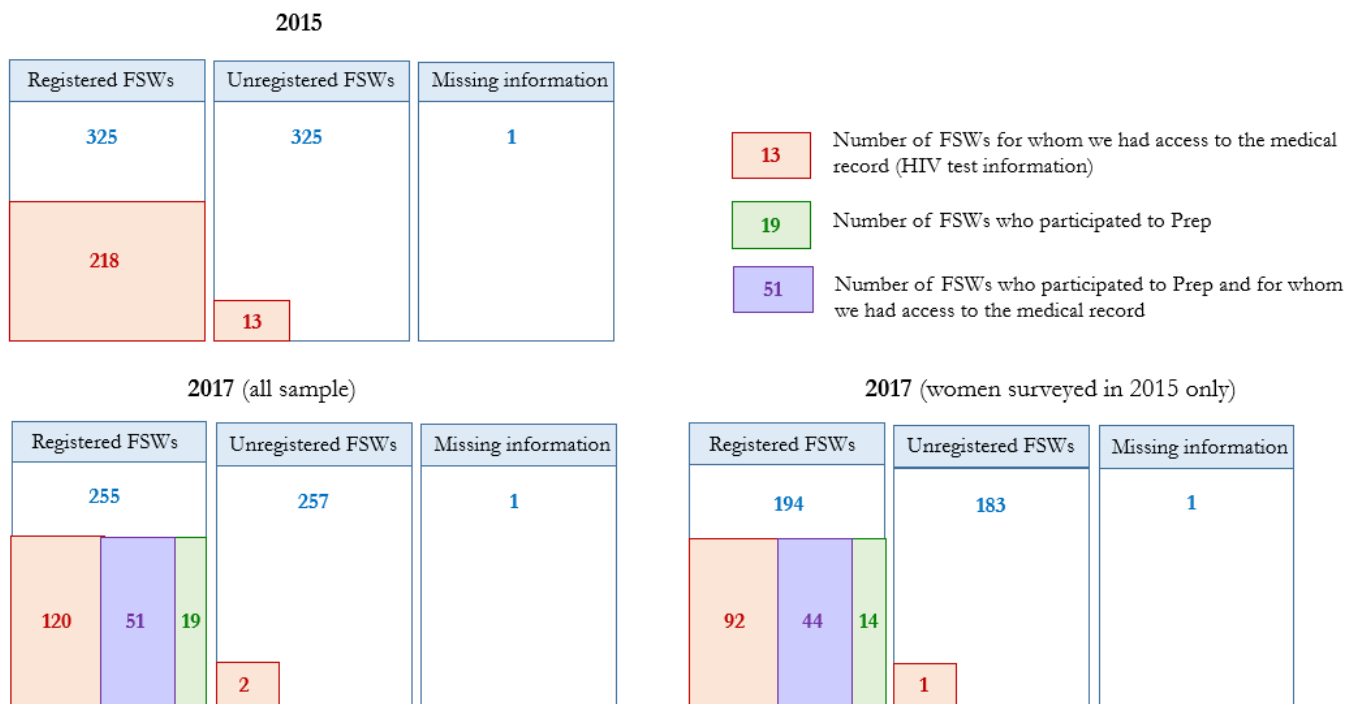 2015
Registered FSWs
Unregistered FSWs
Missing information
325
325
1
218
13
13
Number of FSWs for whom we had access to the medical
record (HIV test information)
19
Number of FSWs who participated to Prep
51
Number of FSWs who participated to Prep and for whom
we had access to the medical record
2017 (all sample)
Registered FSWs
Unregistered FSWs
Missing information
255
257
1
120
51
19
2
2017 (women surveyed in 2015 only)
Registered FSWs
Unregistered FSWs
Missing information
194
183
1
92
44
14
1